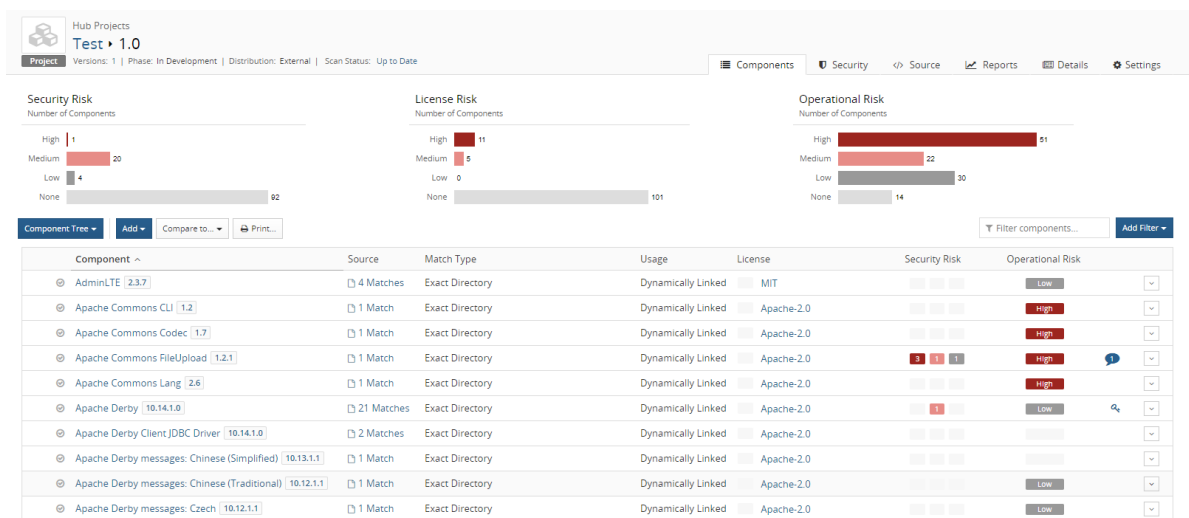 Hub Projects
Test ▸ 1.0
Project Versions: 1 | Phase: In Development | Distribution: External | Scan Status: Up to Date
Components Security </> Source Reports Details Settings
Security Risk
Number of Components
High 1
Medium 20
Low 4
None 92
License Risk
Number of Components
High 11
Medium 5
Low 0
None 101
Operational Risk
Number of Components
High 51
Medium 22
Low 30
None 14
Component Tree Add Compare to... Print... Filter components... Add Filter
Component Source Match Type Usage License Security Risk Operational Risk
AdminLTE 2.3.7 4 Matches Exact Directory Dynamically Linked MIT Low
Apache Commons CLI 1.2 1 Match Exact Directory Dynamically Linked Apache-2.0 High
Apache Commons Codec 1.7 1 Match Exact Directory Dynamically Linked Apache-2.0 High
Apache Commons FileUpload 1.2.1 1 Match Exact Directory Dynamically Linked Apache-2.0 3 1 1 High 1
Apache Commons Lang 2.6 1 Match Exact Directory Dynamically Linked Apache-2.0 High
Apache Derby 10.14.1.0 21 Matches Exact Directory Dynamically Linked Apache-2.0 1 Low
Apache Derby Client JDBC Driver 10.14.1.0 2 Matches Exact Directory Dynamically Linked Apache-2.0
Apache Derby messages: Chinese (Simplified) 10.13.1.1 1 Match Exact Directory Dynamically Linked Apache-2.0
Apache Derby messages: Chinese (Traditional) 10.12.1.1 1 Match Exact Directory Dynamically Linked Apache-2.0 Low
Apache Derby messages: Czech 10.12.1.1 1 Match Exact Directory Dynamically Linked Apache-2.0 Low